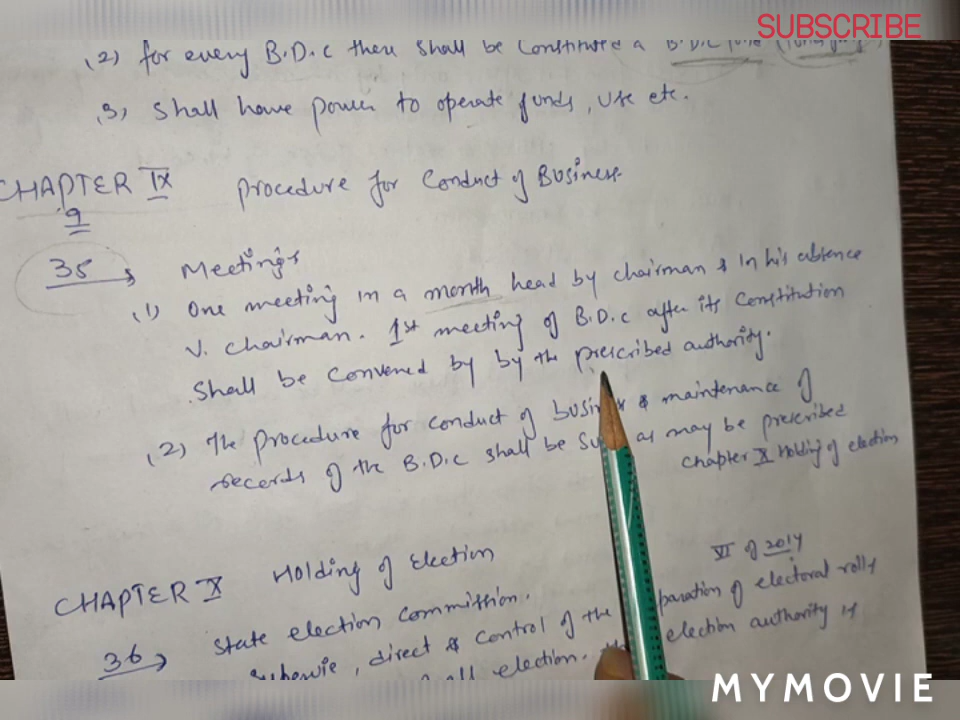 SUBSCRIBE
(2) for every B.D.C there shall be Constituted a B.D.C fund
(3) shall have power to operate funds, use etc.
CHAPTER IX Procedure for Conduct of Business
9
35 → Meetings
(1) One meeting in a month head by chairman & in his absence
V. chairman. 1st meeting of B.D.C after its Constitution
shall be convened by by the prescribed authority.
(2) The procedure for conduct of & maintenance of
records of the B.D.C shall be as may be prescribed
chapter X Holding of election
CHAPTER X Holding of Election
VI of 2014
36 → State election commission.
, direct & control of the of electoral rolls
all election. election authority is
MYMOVIE